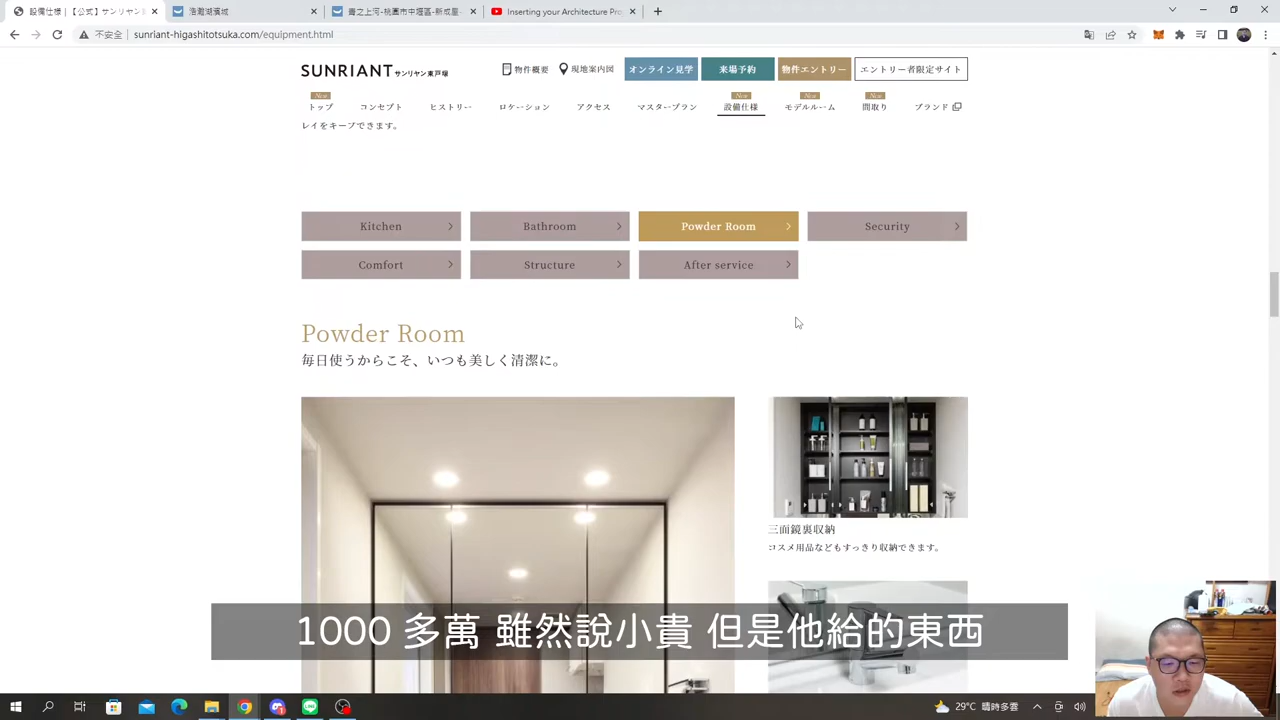 設備仕様 | 【公式】サンリヤン
浩瀚湖濱城
青之上河-桃園市中壢區-新成屋-
Inserting your Architecture Pro
不安全 | sunriant-higashitotsuka.com/equipment.html
SUNRIANT サンリヤン東戸塚
物件概要
現地案内図
オンライン見学
来場予約
物件エントリー
エントリー者限定サイト
New
New
New
New
トップ
コンセプト
ヒストリー
ロケーション
アクセス
マスタープラン
設備仕様
モデルルーム
間取り
ブランド
レイをキープできます。
Kitchen
Bathroom
Powder Room
Security
Comfort
Structure
After service
Powder Room
毎日使うからこそ、いつも美しく清潔に。
三面鏡裏収納
コスメ用品などもすっきり収納できます。
1000 多萬 雖然說小貴 但是他給的東西
29°C 晴時多雲